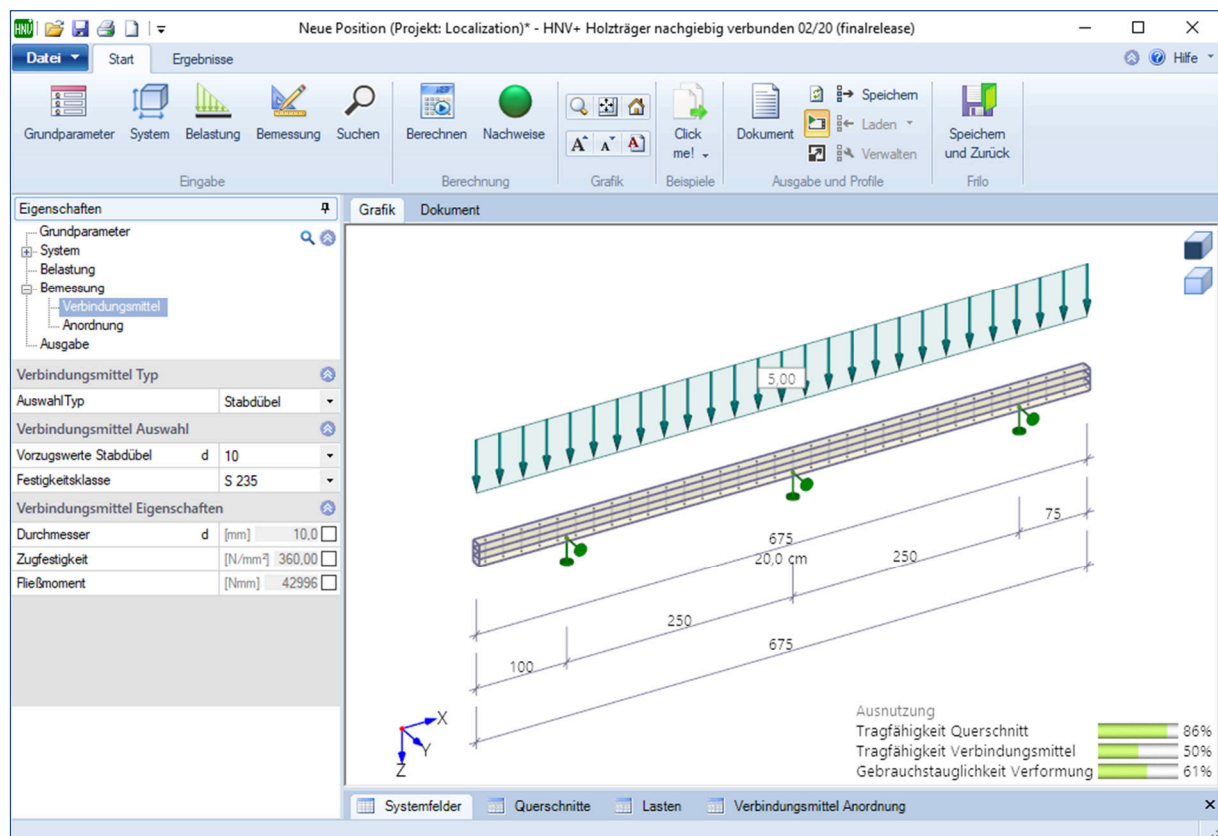 HNV
Neue Position (Projekt: Localization)* - HNV+ Holzträger nachgiebig verbunden 02/20 (finalrelease)
Datei Start Ergebnisse Hilfe
Grundparameter System Belastung Bemessung Suchen
Eingabe
Berechnen Nachweise
Berechnung
Grafik
Click
me!
Beispiele
Dokument
Speichern
Laden
Verwalten
Ausgabe und Profile
Speichern
und Zurück
Frilo
Eigenschaften
Grundparameter
System
Belastung
Bemessung
Verbindungsmittel
Anordnung
Ausgabe
Verbindungsmittel Typ
AuswahlTyp Stabdübel
Verbindungsmittel Auswahl
Vorzugswerte Stabdübel d 10
Festigkeitsklasse S 235
Verbindungsmittel Eigenschaften
Durchmesser d [mm] 10,0
Zugfestigkeit [N/mm²] 360,00
Fließmoment [Nmm] 42996
Grafik Dokument
5,00
675
20,0 cm
75
250
250
100
675
X
Y
Z
Ausnutzung
Tragfähigkeit Querschnitt 86%
Tragfähigkeit Verbindungsmittel 50%
Gebrauchstauglichkeit Verformung 61%
Systemfelder Querschnitte Lasten Verbindungsmittel Anordnung